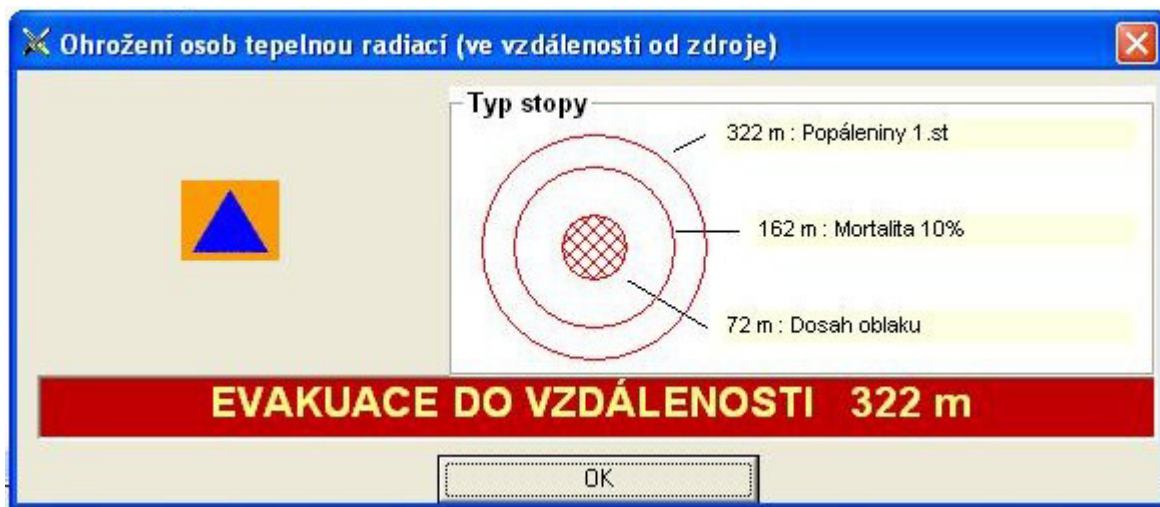 Ohrožení osob tepelnou radiací (ve vzdálenosti od zdroje)
Typ stopy
322 m : Popáleniny 1.st
162 m : Mortalita 10%
72 m : Dosah oblaku
EVAKUACE DO VZDÁLENOSTI 322 m
OK